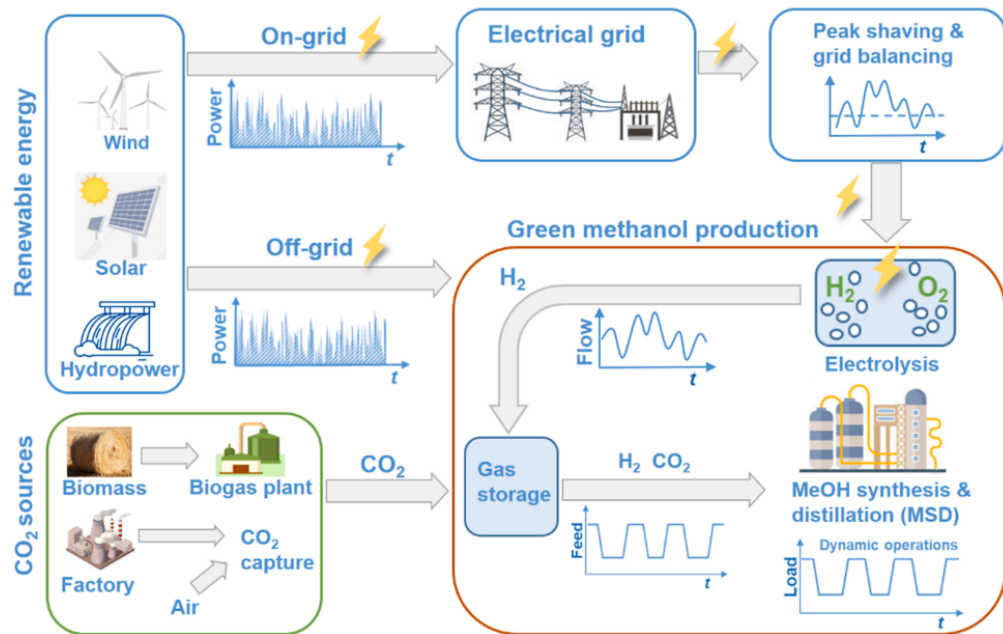 Renewable energy
Wind
Solar
Hydropower
On-grid
Power
t
Electrical grid
Peak shaving &
grid balancing
t
Off-grid
Power
t
Green methanol production
H₂
Flow
t
H₂ O₂
Electrolysis
CO₂ sources
Biomass
Biogas plant
Factory
CO₂
capture
Air
CO₂
Gas
storage
H₂ CO₂
Feed
t
MeOH synthesis &
distillation (MSD)
Dynamic operations
Load
t